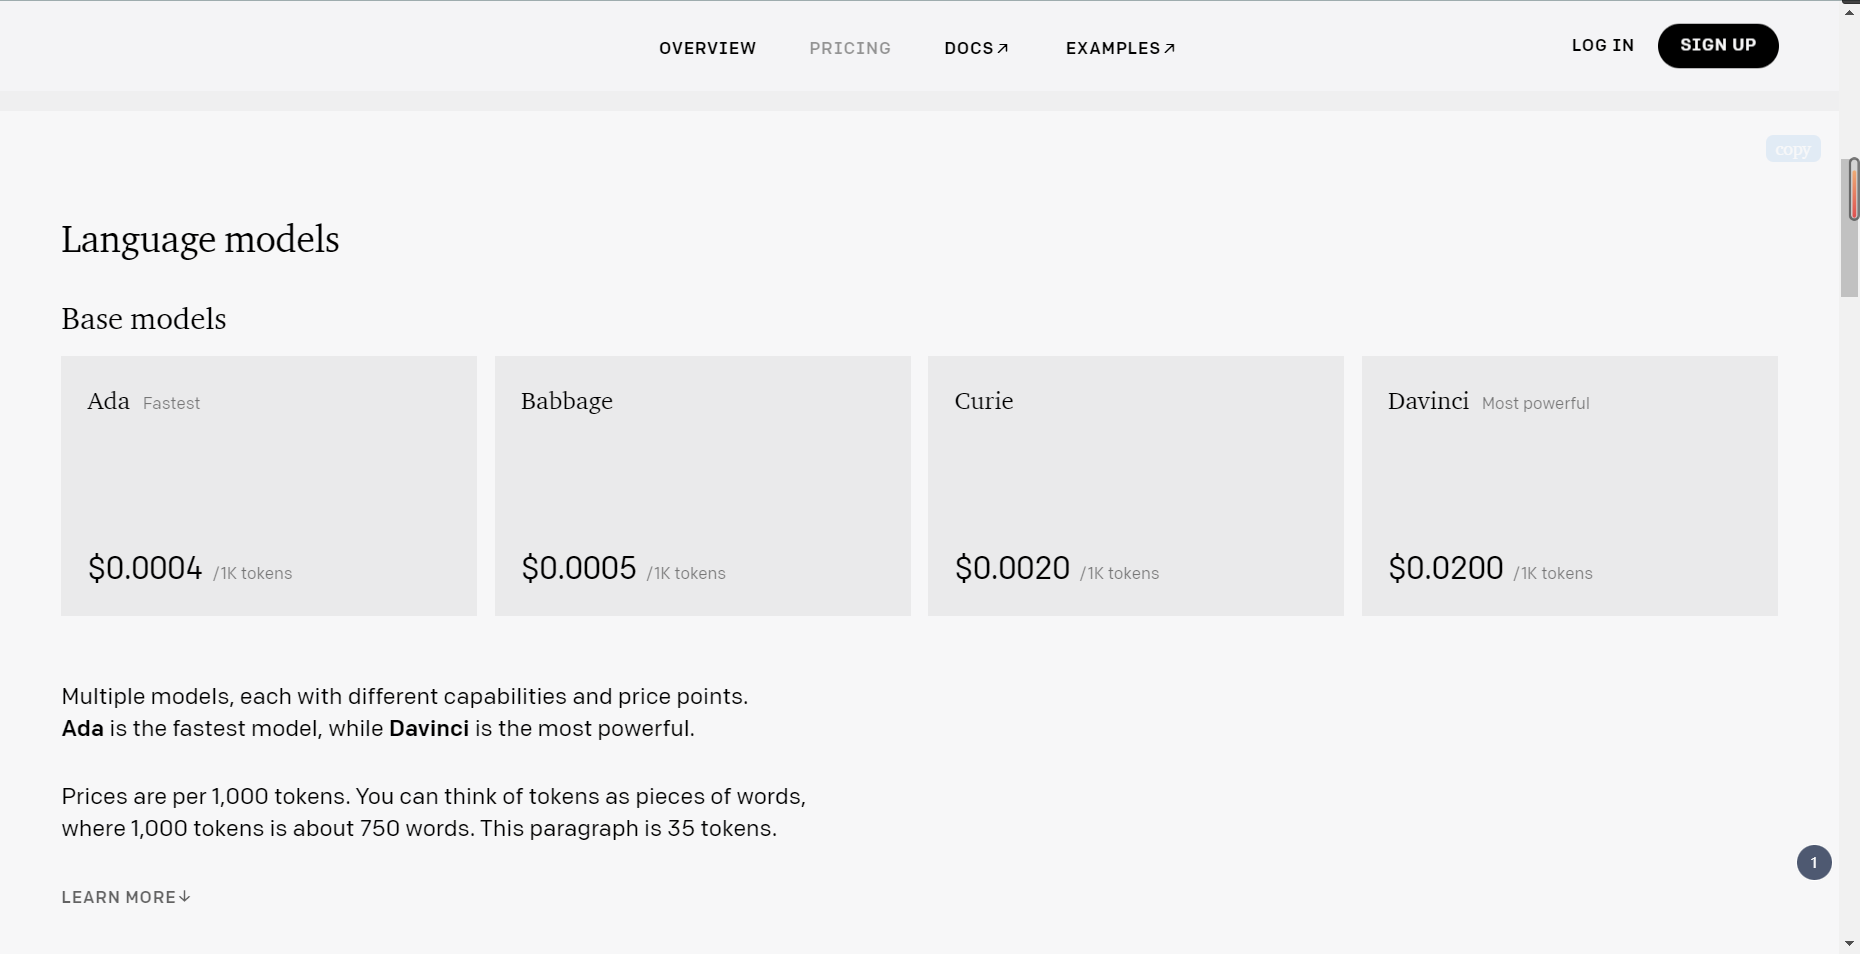 OVERVIEW PRICING DOCS↗ EXAMPLES↗ LOG IN SIGN UP
copy
Language models
Base models
Ada Fastest
$0.0004 /1K tokens
Babbage
$0.0005 /1K tokens
Curie
$0.0020 /1K tokens
Davinci Most powerful
$0.0200 /1K tokens
Multiple models, each with different capabilities and price points.
Ada is the fastest model, while Davinci is the most powerful.
Prices are per 1,000 tokens. You can think of tokens as pieces of words,
where 1,000 tokens is about 750 words. This paragraph is 35 tokens.
LEARN MORE↓
1